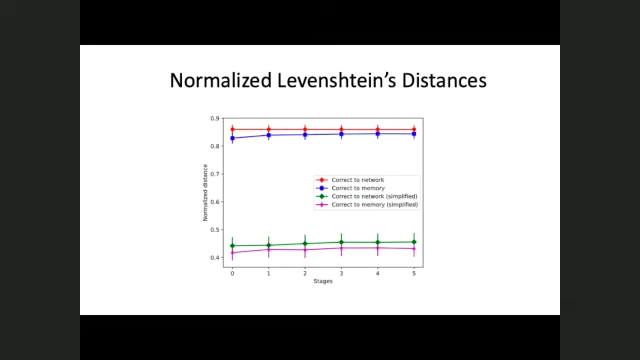 Normalized Levenshtein's Distances
0.9
0.8
0.7
0.6
0.5
0.4
Normalized distance
Correct to network
Correct to memory
Correct to network (simplified)
Correct to memory (simplified)
0 1 2 3 4 5
Stages